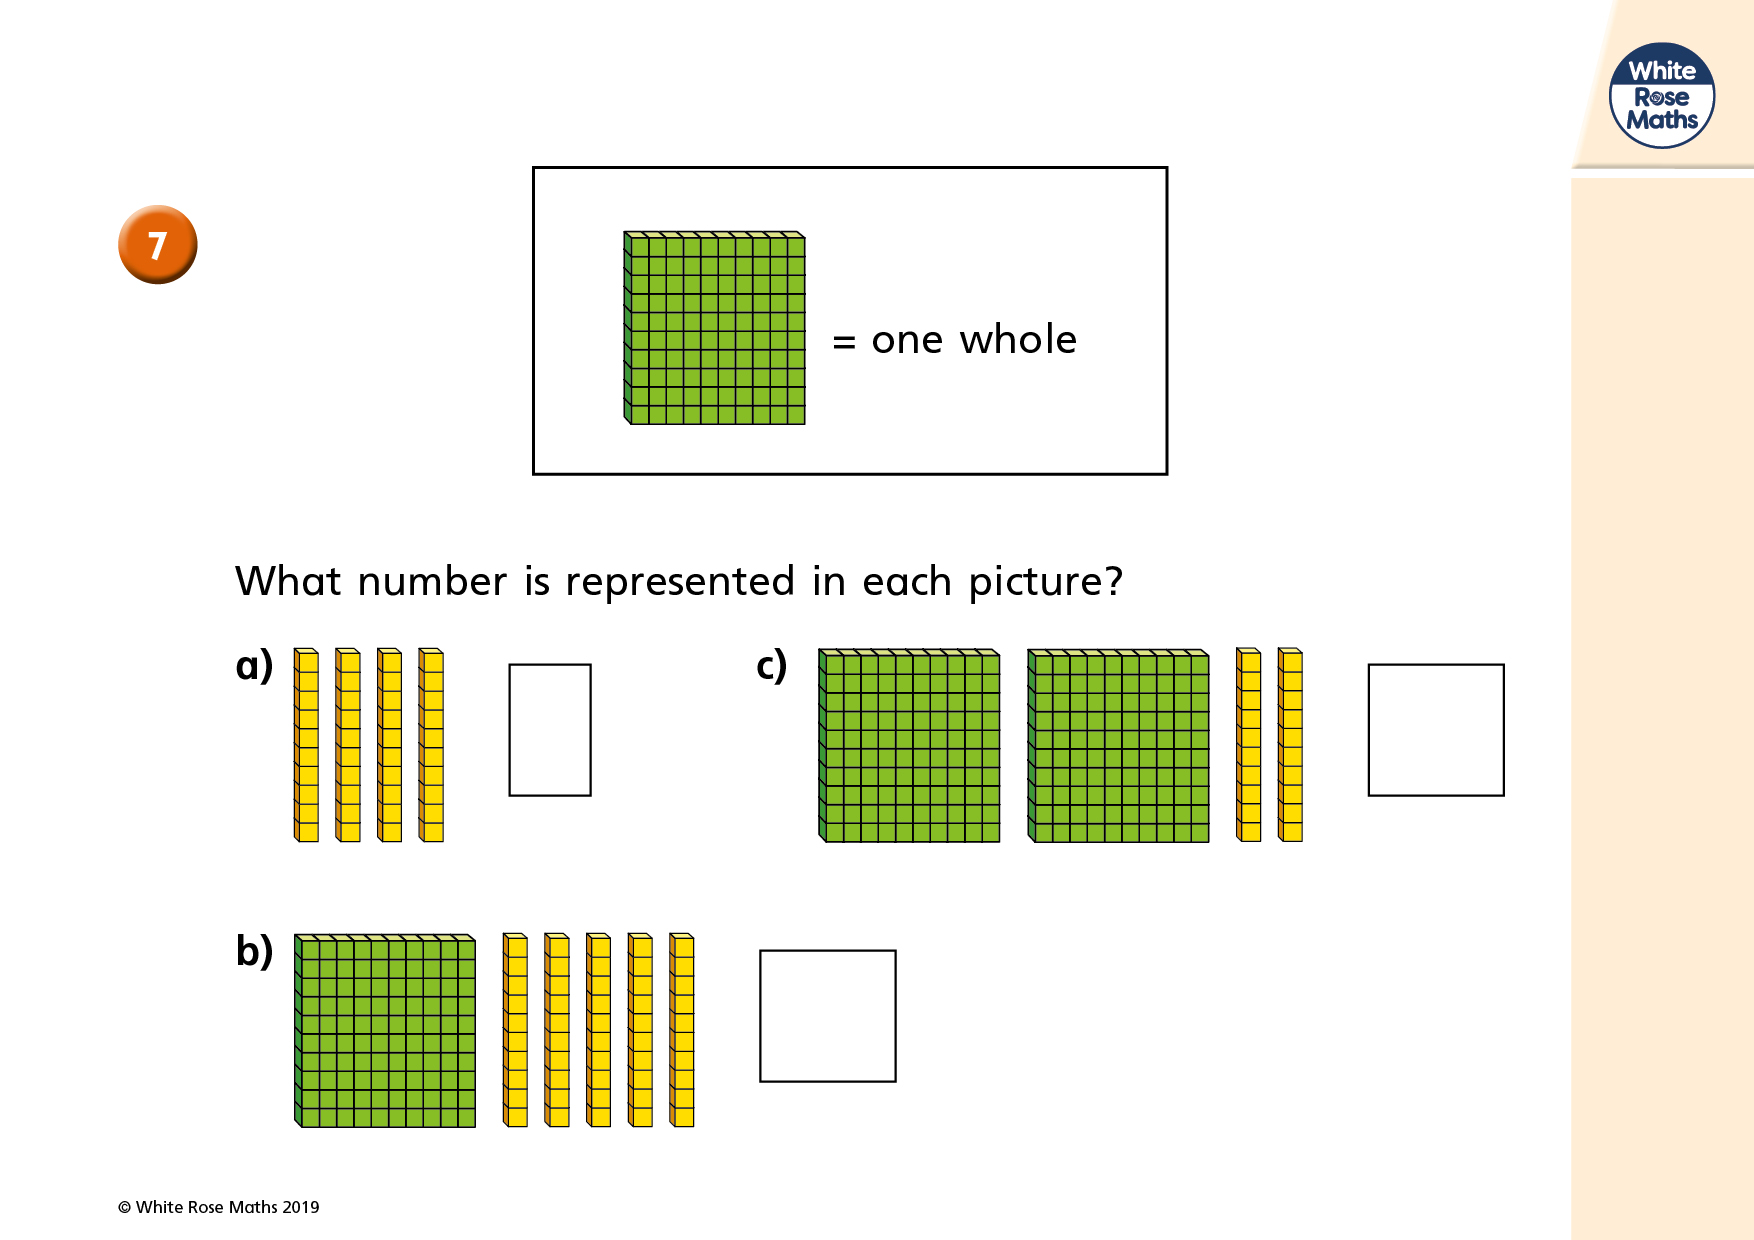 White
Rose
Maths
7
= one whole
What number is represented in each picture?
a)
c)
b)
© White Rose Maths 2019